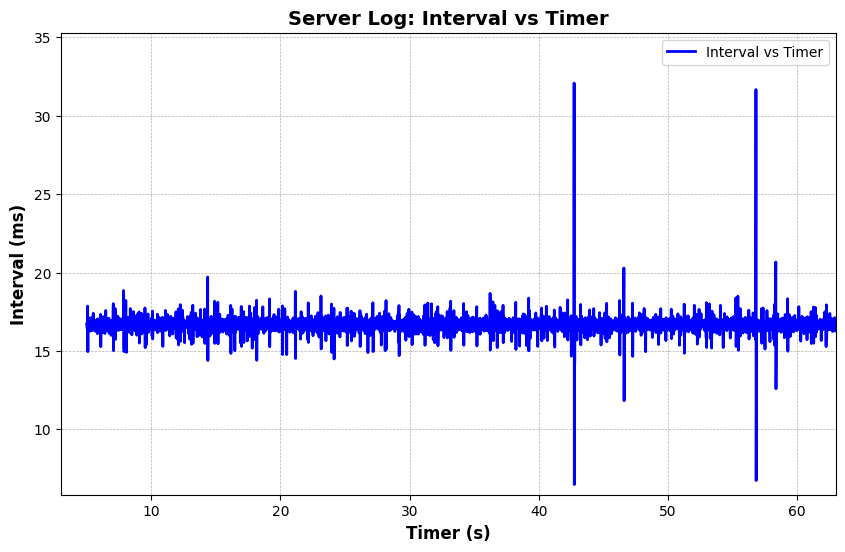 Server Log: Interval vs Timer
Interval vs Timer
35
30
25
20
15
10
Interval (ms)
10 20 30 40 50 60
Timer (s)